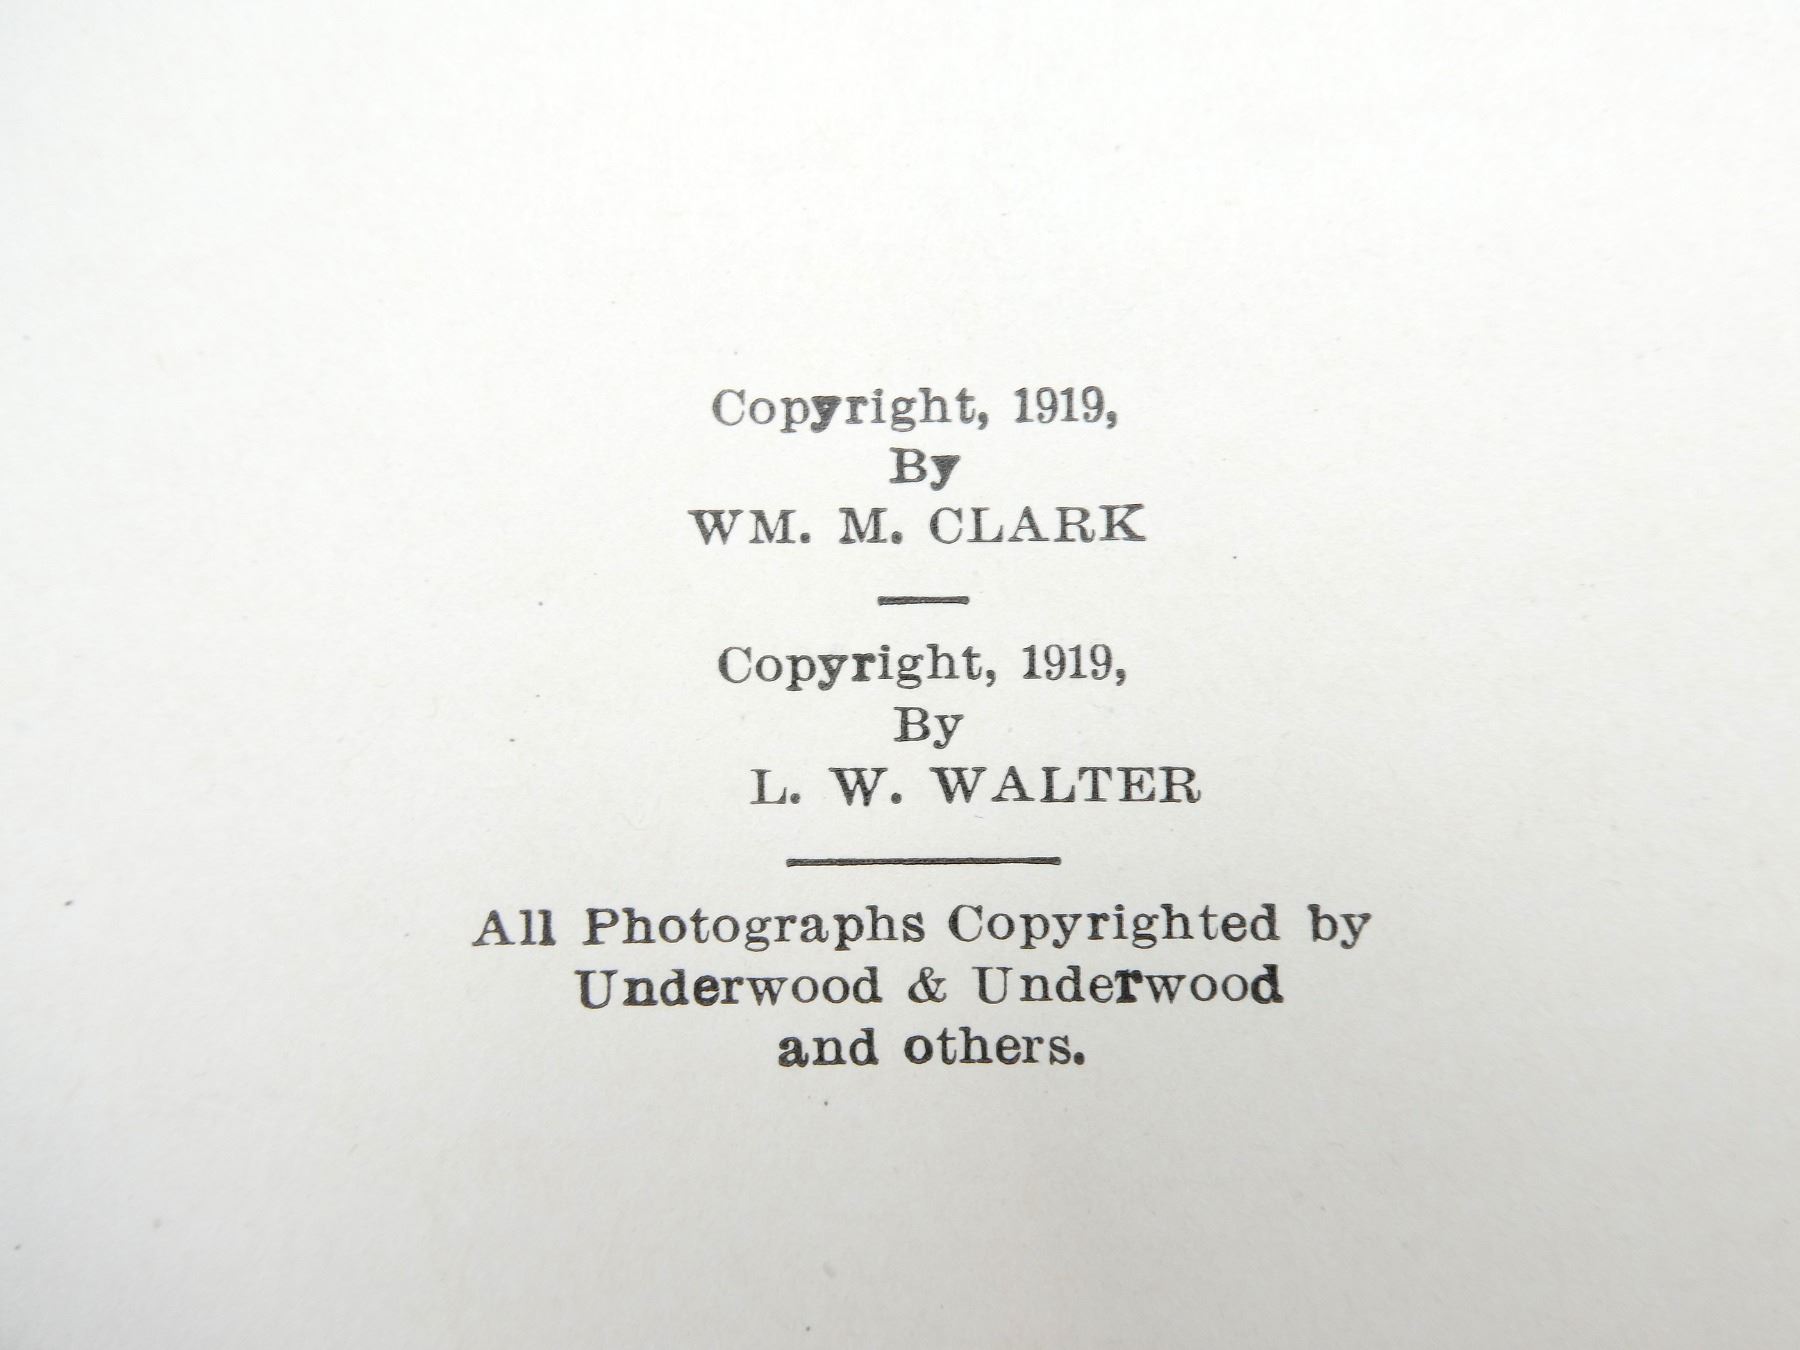 Copyright, 1919,
By
WM. M. CLARK
Copyright, 1919,
By
L. W. WALTER
All Photographs Copyrighted by
Underwood & Underwood
and others.